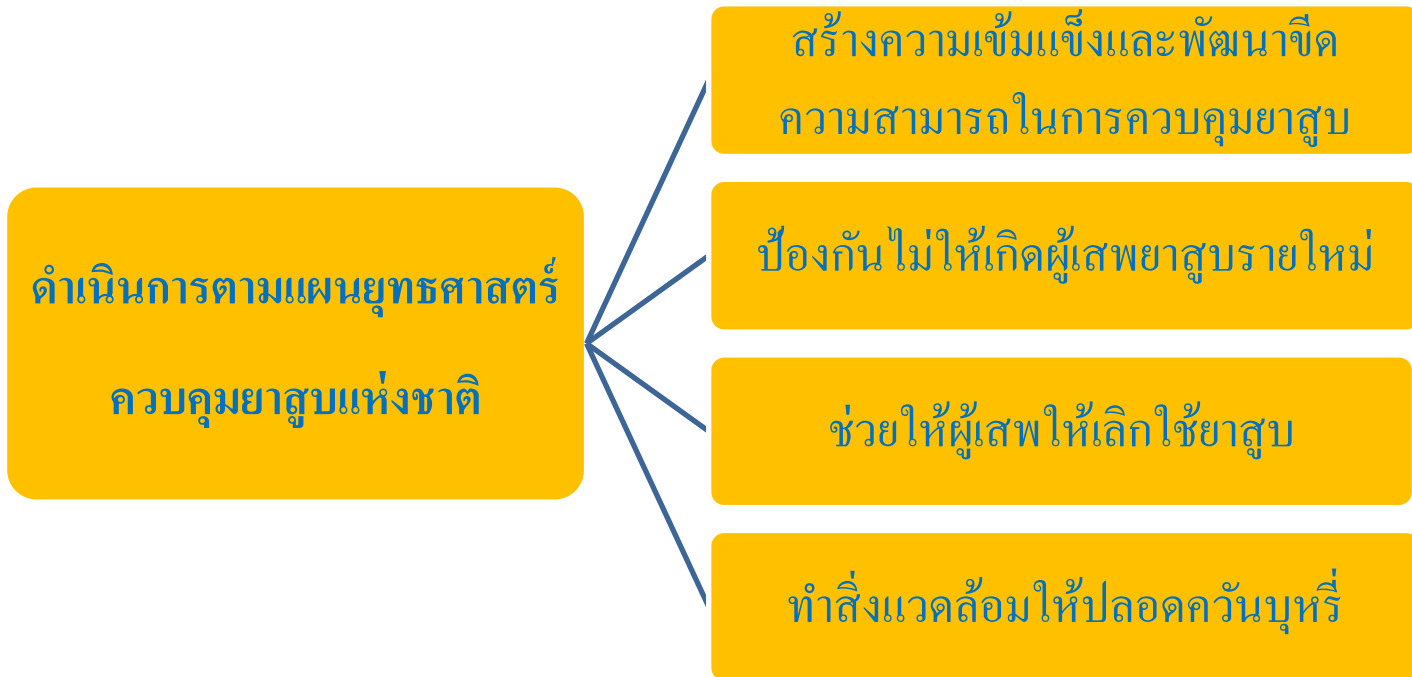 ดำเนินการตามแผนยุทธศาสตร์
ควบคุมยาสูบแห่งชาติ
สร้างความเข้มแข็งและพัฒนาขีด
ความสามารถในการควบคุมยาสูบ
ป้องกันไม่ให้เกิดผู้เสพยาสูบรายใหม่
ช่วยให้ผู้เสพให้เลิกใช้ยาสูบ
ทำสิ่งแวดล้อมให้ปลอดควันบุหรี่